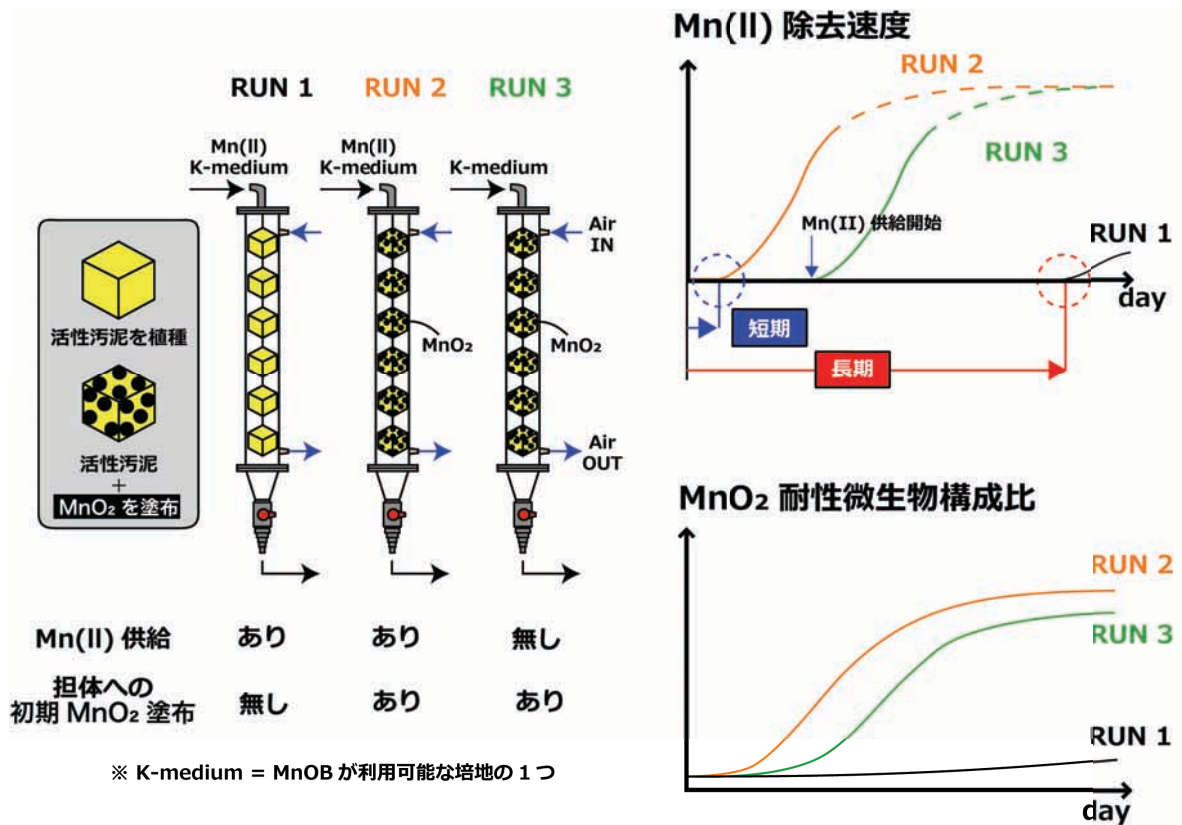 RUN 1
RUN 2
RUN 3
Mn(II)
K-medium
Mn(II)
K-medium
K-medium
Air
IN
MnO₂
MnO₂
Air
OUT
活性汚泥を植種
活性汚泥
+
MnO₂ を塗布
Mn(II) 供給
あり
あり
無し
担体への
初期 MnO₂ 塗布
無し
あり
あり
※ K-medium = MnOB が利用可能な培地の 1 つ
Mn(II) 除去速度
RUN 2
RUN 3
Mn(II) 供給開始
RUN 1
day
短期
長期
MnO₂ 耐性微生物構成比
RUN 2
RUN 3
RUN 1
day